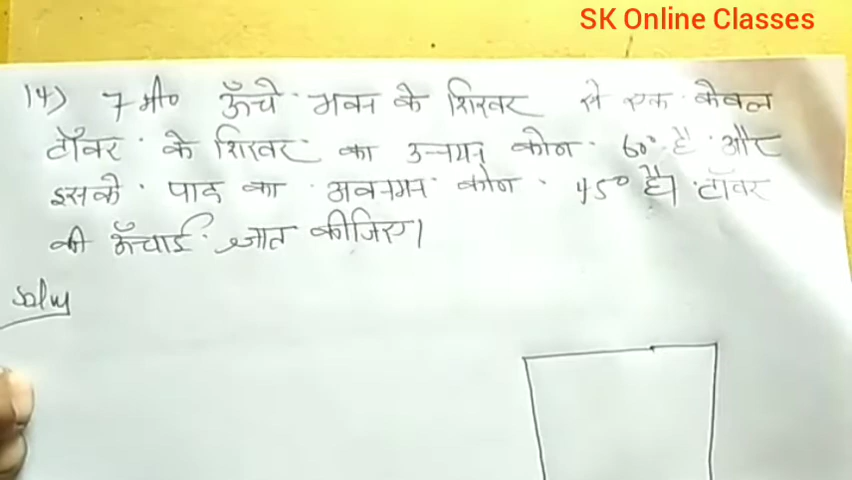 SK Online Classes
14) 7 मी० ऊँचे भवन के शिखर से एक केबल
टॉवर के शिखर का उन्नयन कोण 60° है और
इसके पाद का अवनमन कोण 45° है। टॉवर
की ऊँचाई ज्ञात कीजिए।
Soln